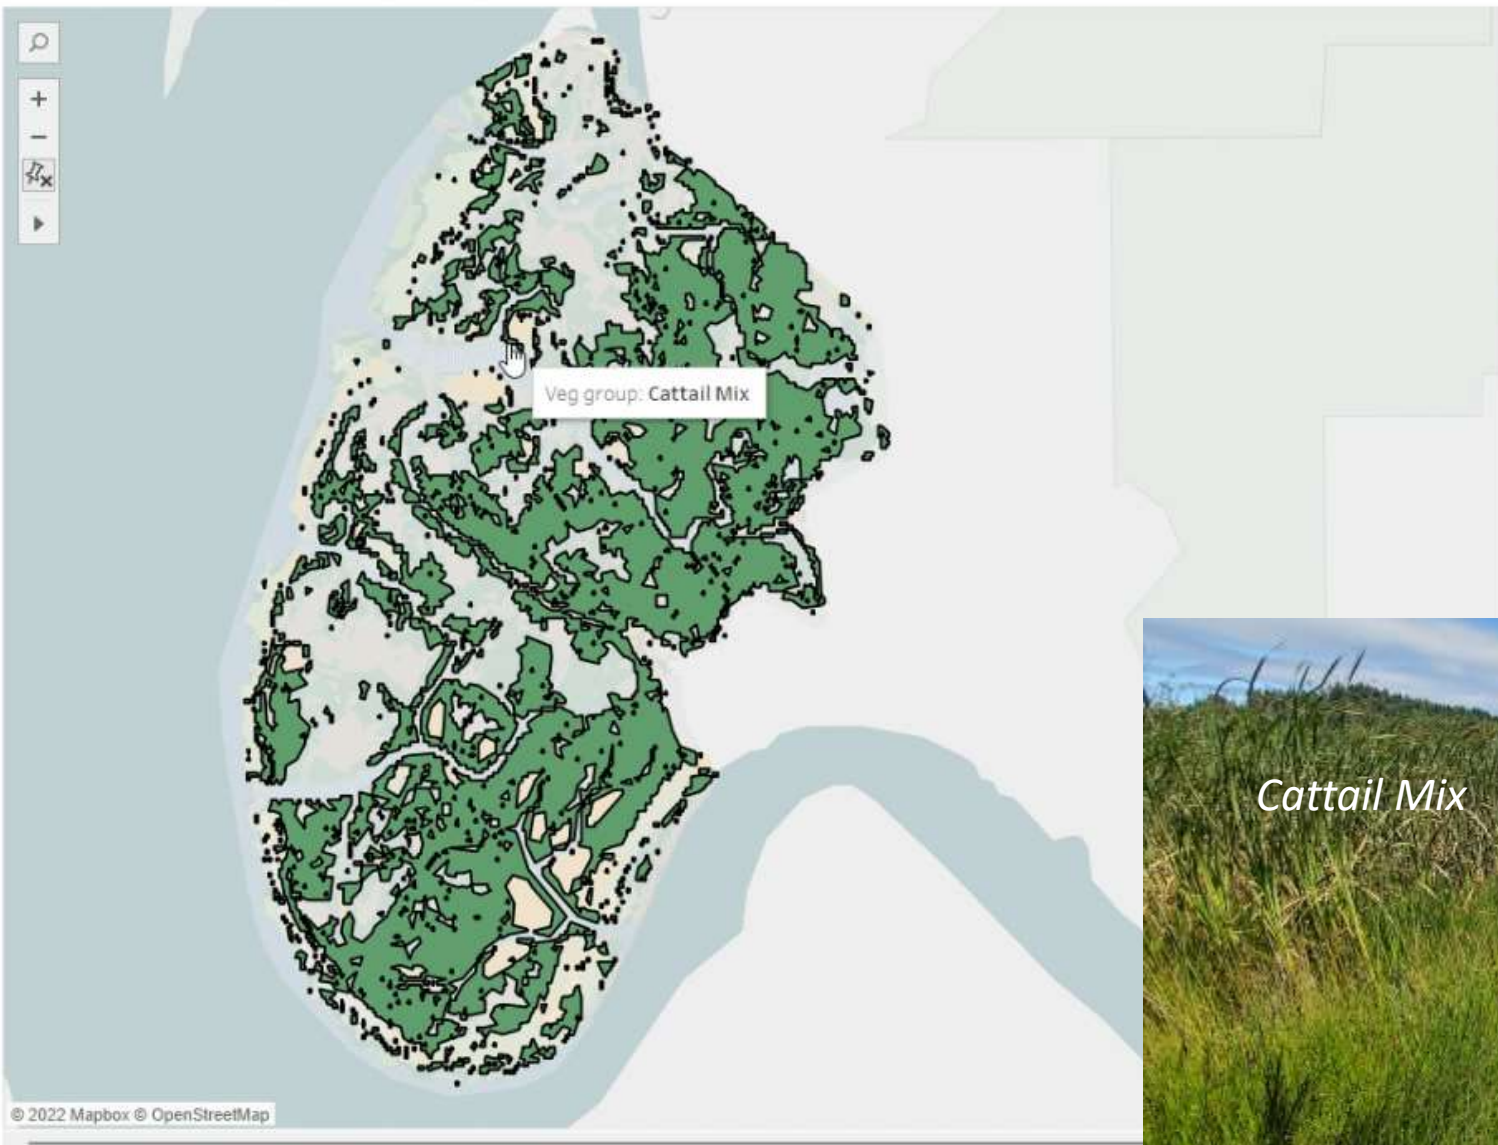 +
−
Veg group: Cattail Mix
Cattail Mix
© 2022 Mapbox © OpenStreetMap